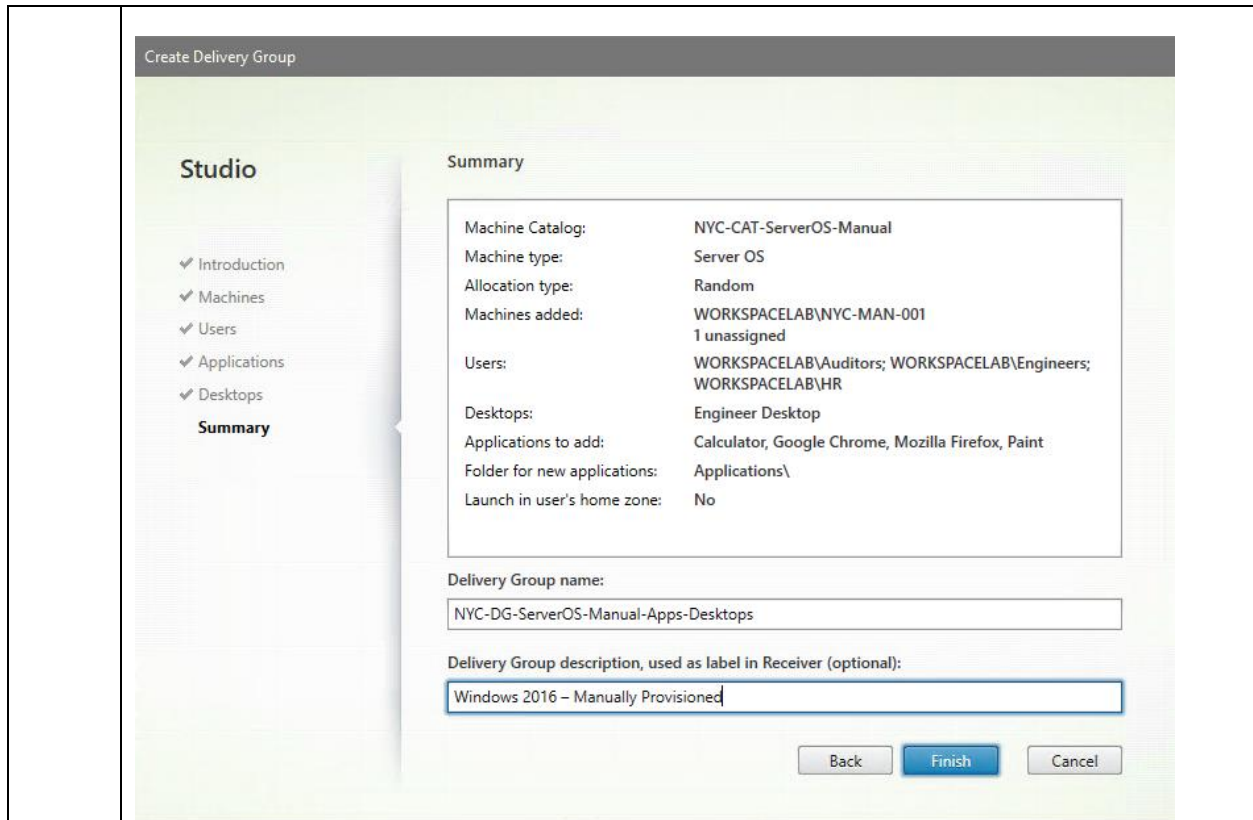 Create Delivery Group
Studio
✔ Introduction
✔ Machines
✔ Users
✔ Applications
✔ Desktops
Summary
Summary
Machine Catalog: NYC-CAT-ServerOS-Manual
Machine type: Server OS
Allocation type: Random
Machines added: WORKSPACELAB\NYC-MAN-001
1 unassigned
Users: WORKSPACELAB\Auditors; WORKSPACELAB\Engineers;
WORKSPACELAB\HR
Desktops: Engineer Desktop
Applications to add: Calculator, Google Chrome, Mozilla Firefox, Paint
Folder for new applications: Applications\
Launch in user's home zone: No
Delivery Group name:
NYC-DG-ServerOS-Manual-Apps-Desktops
Delivery Group description, used as label in Receiver (optional):
Windows 2016 – Manually Provisioned
Back Finish Cancel